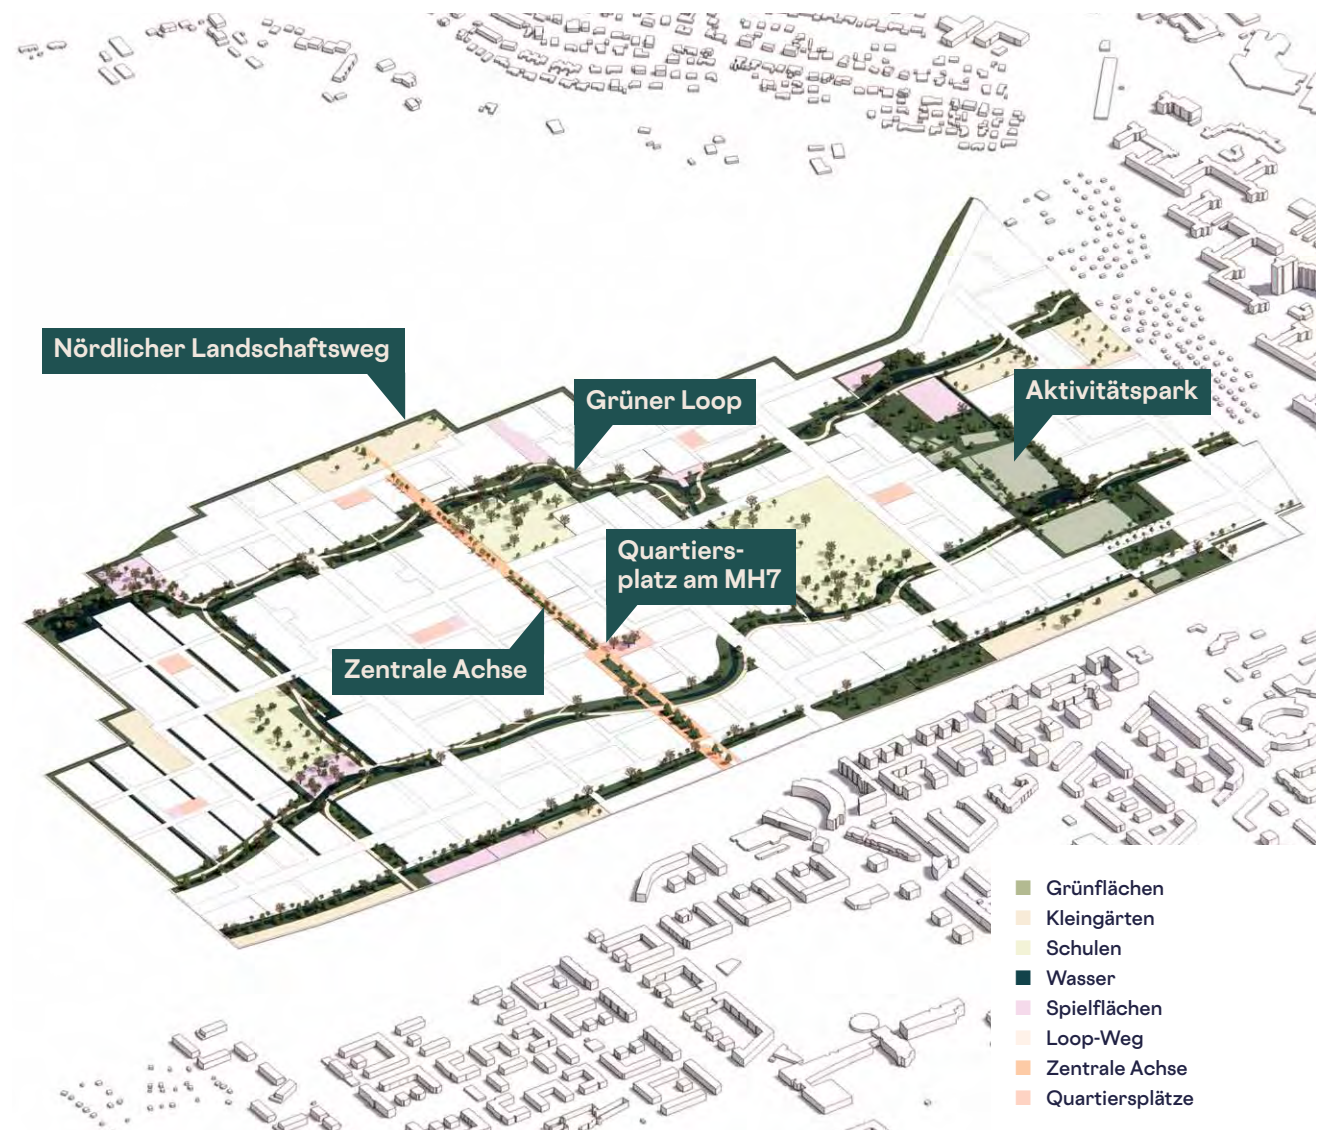 Nördlicher Landschaftsweg
Grüner Loop
Aktivitätspark
Quartiers-
platz am MH7
Zentrale Achse
Grünflächen
Kleingärten
Schulen
Wasser
Spielflächen
Loop-Weg
Zentrale Achse
Quartiersplätze